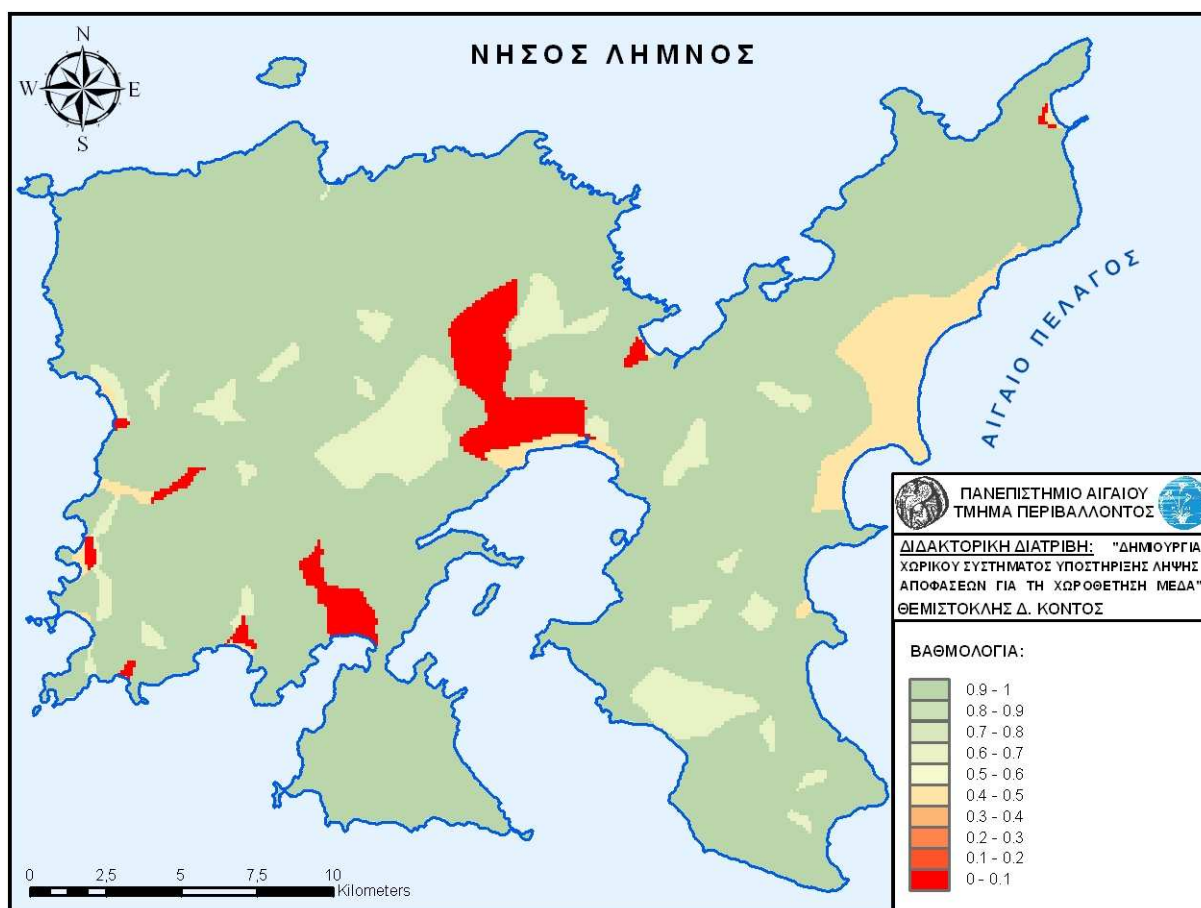 ΝΗΣΟΣ ΛΗΜΝΟΣ
N
W E
S
ΑΙΓΑΙΟ ΠΕΛΑΓΟΣ
ΠΑΝΕΠΙΣΤΗΜΙΟ ΑΙΓΑΙΟΥ
ΤΜΗΜΑ ΠΕΡΙΒΑΛΛΟΝΤΟΣ
ΔΙΔΑΚΤΟΡΙΚΗ ΔΙΑΤΡΙΒΗ: "ΔΗΜΙΟΥΡΓΙΑ
ΧΩΡΙΚΟΥ ΣΥΣΤΗΜΑΤΟΣ ΥΠΟΣΤΗΡΙΞΗΣ ΛΗΨΗΣ
ΑΠΟΦΑΣΕΩΝ ΓΙΑ ΤΗ ΧΩΡΟΘΕΤΗΣΗ ΜΕΔΑ"
ΘΕΜΙΣΤΟΚΛΗΣ Δ. ΚΟΝΤΟΣ
ΒΑΘΜΟΛΟΓΙΑ:
0.9 - 1
0.8 - 0.9
0.7 - 0.8
0.6 - 0.7
0.5 - 0.6
0.4 - 0.5
0.3 - 0.4
0.2 - 0.3
0.1 - 0.2
0 - 0.1
0 2,5 5 7,5 10
Kilometers